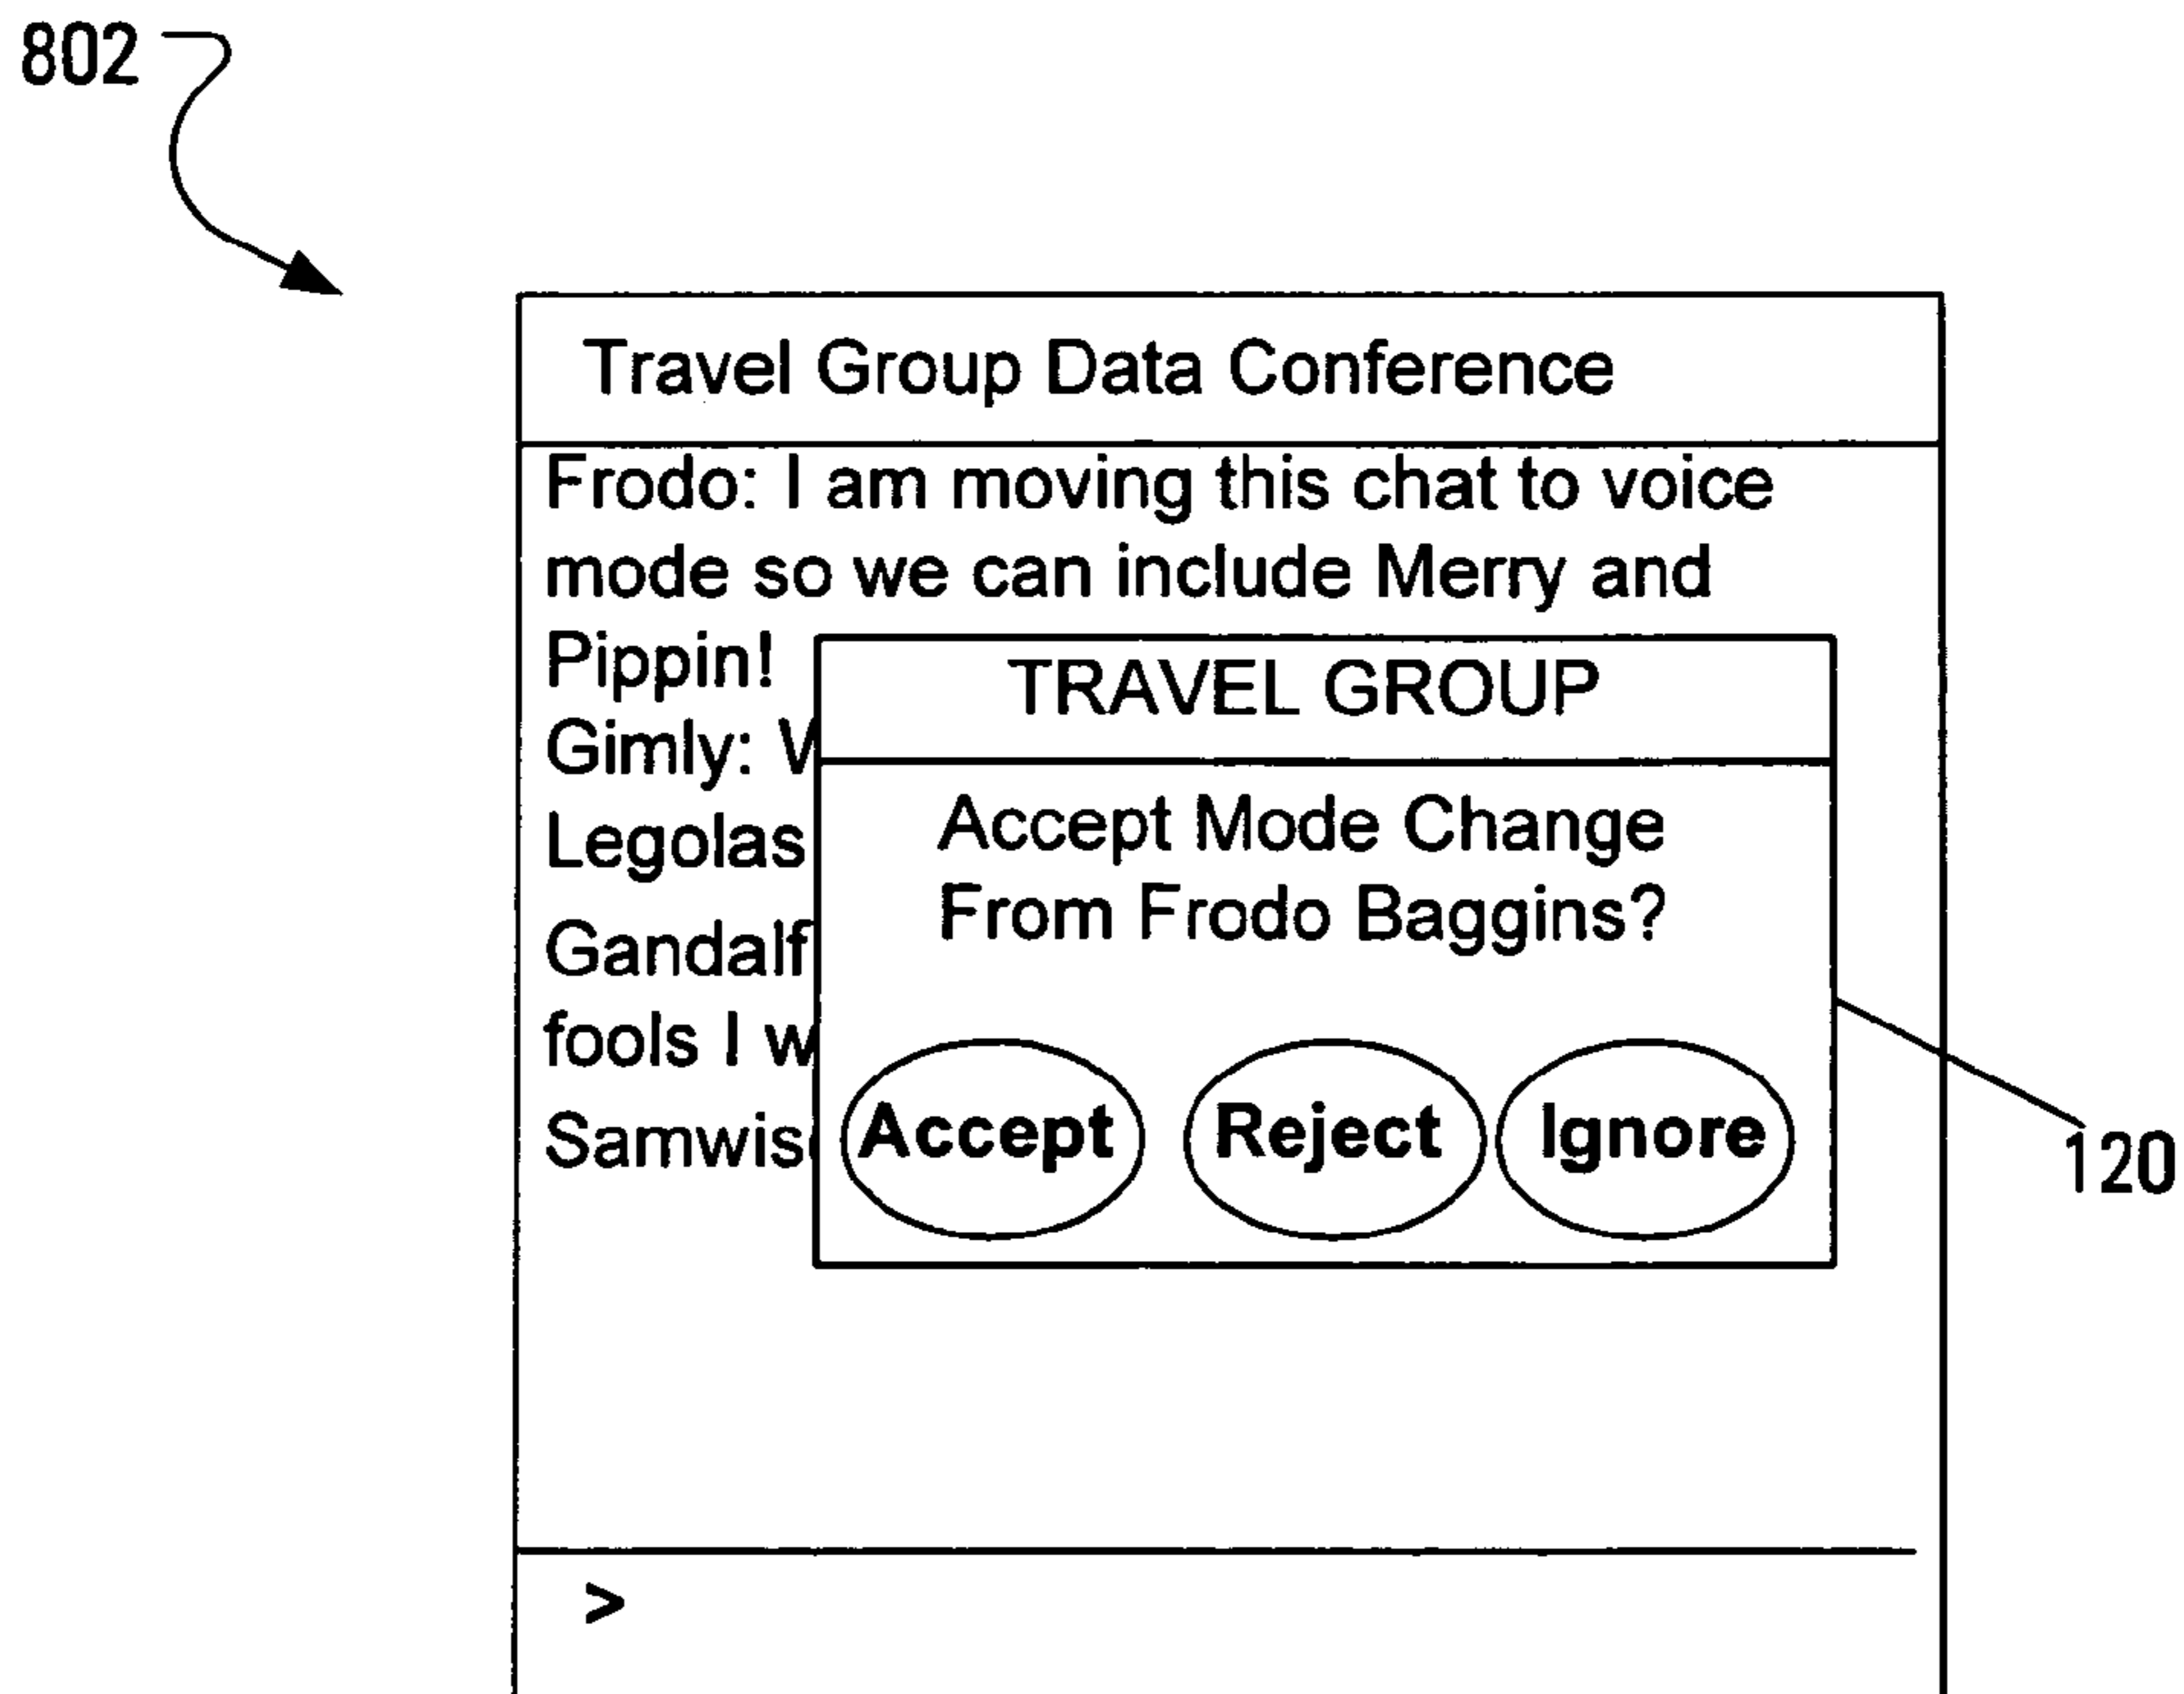 802
Travel Group Data Conference
Frodo: I am moving this chat to voice
mode so we can include Merry and
Pippin!
Gimly:
Legolas
Gandalf
fools I
TRAVEL GROUP
Accept Mode Change
From Frodo Baggins?
Accept Reject Ignore
120
>